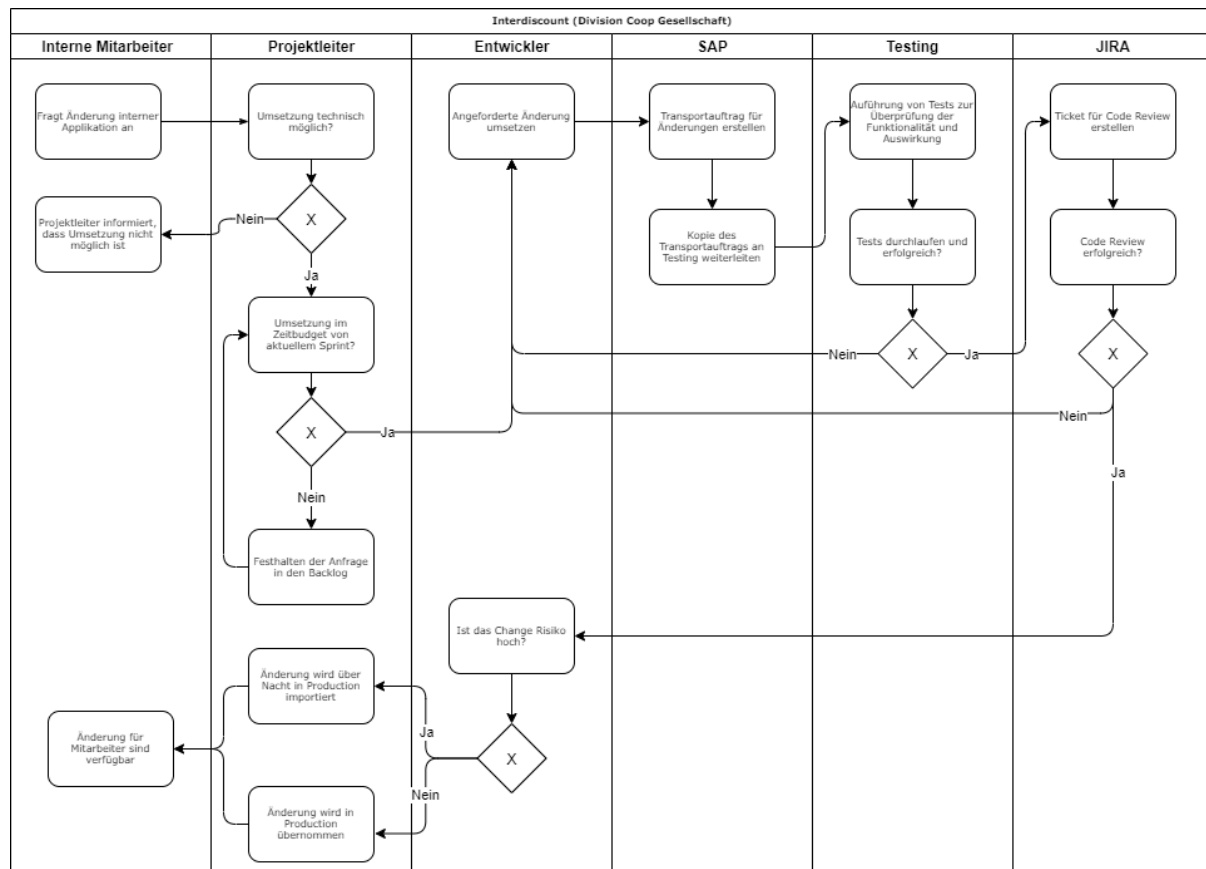 Interdiscount (Division Coop Gesellschaft)
Interne Mitarbeiter
Projektleiter
Entwickler
SAP
Testing
JIRA
Fragt Änderung interner
Applikation an
Umsetzung technisch
möglich?
Angeforderte Änderung
umsetzen
Transportauftrag für
Änderungen erstellen
Auführung von Tests zur
Überprüfung der
Funktionalität und
Auswirkung
Ticket für Code Review
erstellen
Projektleiter informiert,
dass Umsetzung nicht
möglich ist
Nein
X
Kopie des
Transportauftrags an
Testing weiterleiten
Tests durchlaufen und
erfolgreich?
Code Review
erfolgreich?
Ja
Umsetzung im
Zeitbudget von
aktuellem Sprint?
Nein
X
Ja
X
Nein
X
Ja
Ja
Nein
Festhalten der Anfrage
in den Backlog
Ist das Change Risiko
hoch?
Änderung wird über
Nacht in Production
importiert
Änderung für
Mitarbeiter sind
verfügbar
Ja
X
Nein
Änderung wird in
Production
übernommen